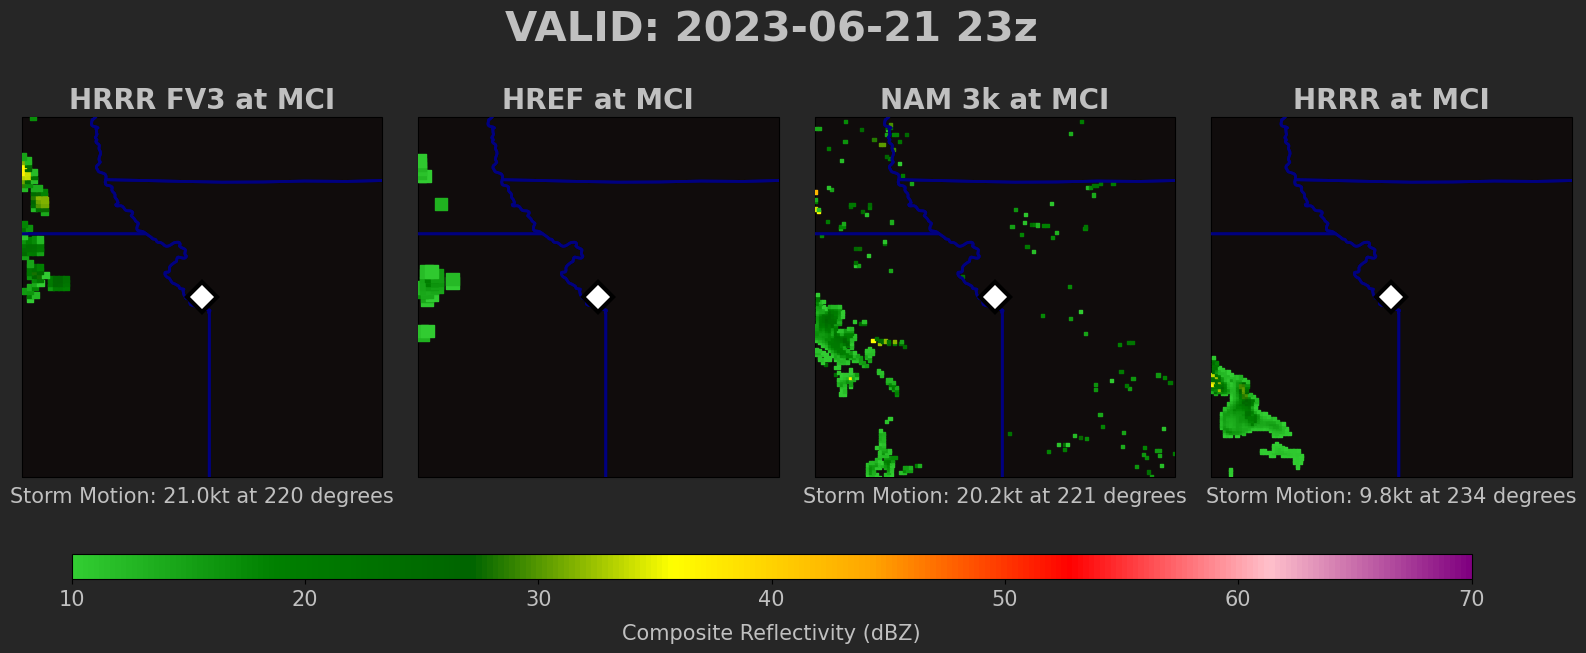 VALID: 2023-06-21 23z
HRRR FV3 at MCI
HREF at MCI
NAM 3k at MCI
HRRR at MCI
Storm Motion: 21.0kt at 220 degrees
Storm Motion: 20.2kt at 221 degrees
Storm Motion: 9.8kt at 234 degrees
10 20 30 40 50 60 70
Composite Reflectivity (dBZ)